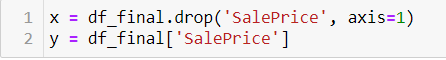 1 x = df_final.drop('SalePrice', axis=1)
2 y = df_final['SalePrice']